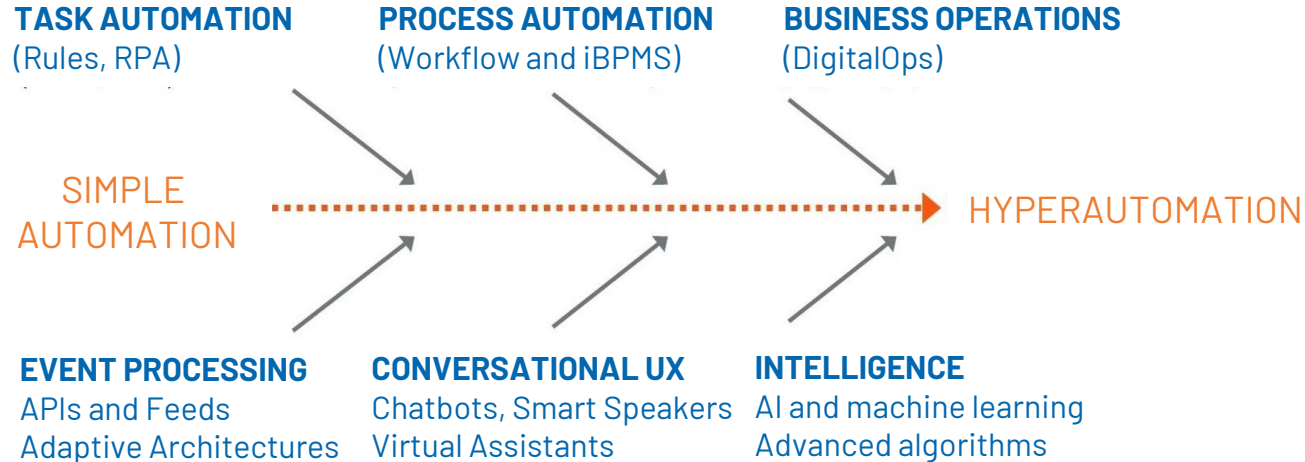 TASK AUTOMATION
(Rules, RPA)
PROCESS AUTOMATION
(Workflow and iBPMS)
BUSINESS OPERATIONS
(DigitalOps)
SIMPLE
AUTOMATION
HYPERAUTOMATION
EVENT PROCESSING
APIs and Feeds
Adaptive Architectures
CONVERSATIONAL UX
Chatbots, Smart Speakers
Virtual Assistants
INTELLIGENCE
AI and machine learning
Advanced algorithms